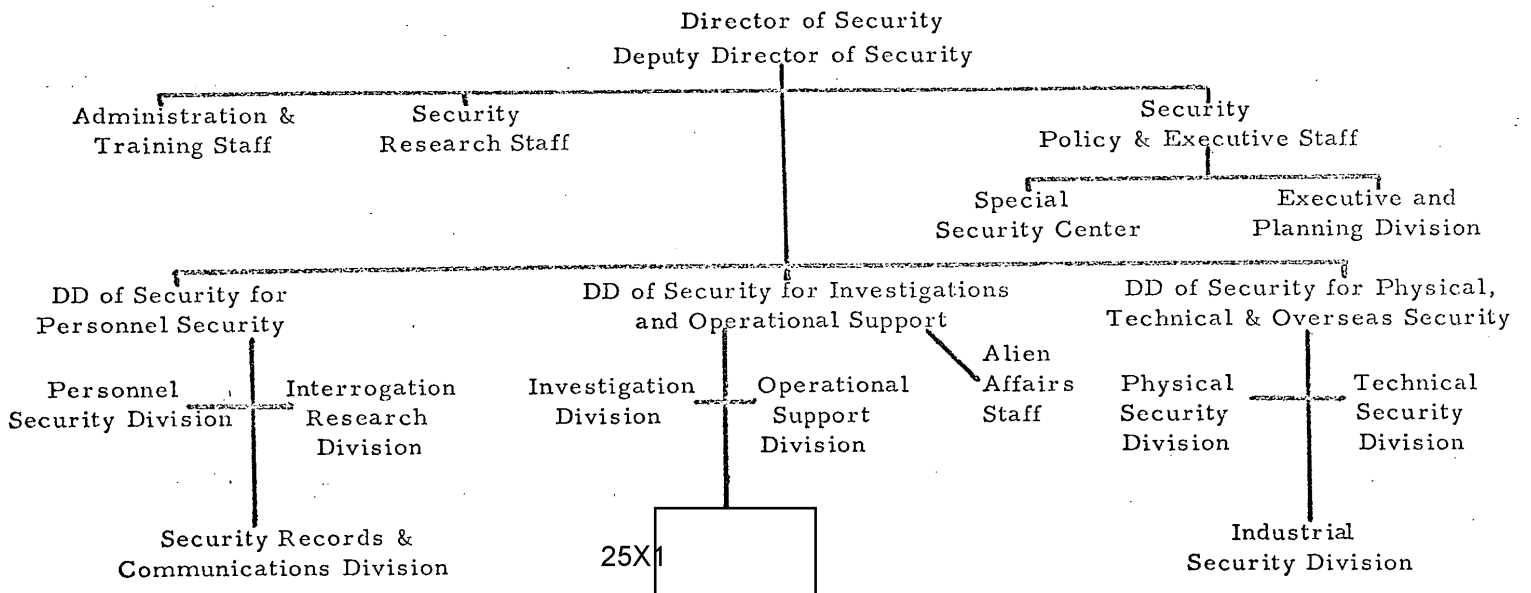 Director of Security
Deputy Director of Security
Administration &
Training Staff
Security
Research Staff
Security
Policy & Executive Staff
Special
Security Center
Executive and
Planning Division
DD of Security for
Personnel Security
DD of Security for Investigations
and Operational Support
DD of Security for Physical,
Technical & Overseas Security
Personnel
Security Division
Interrogation
Research
Division
Investigation
Division
Operational
Support
Division
Alien
Affairs
Staff
Physical
Security
Division
Technical
Security
Division
Security Records &
Communications Division
25X1
Industrial
Security Division